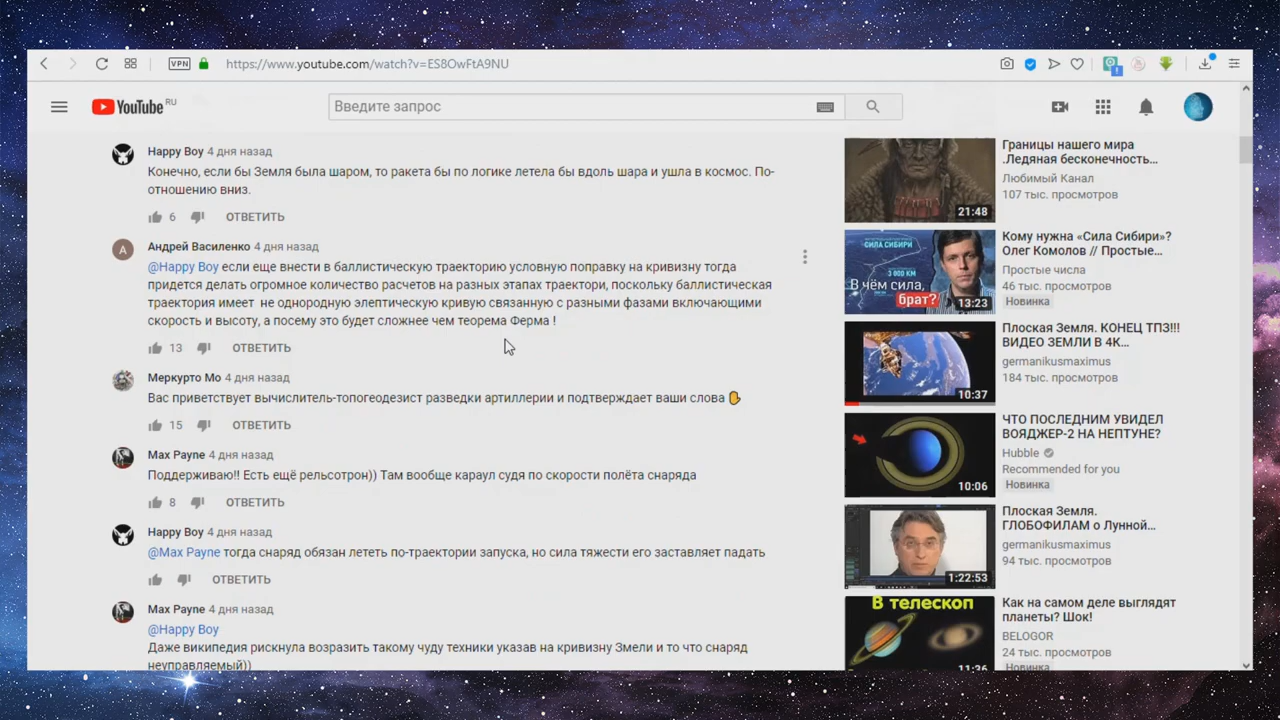 VPN
https://www.youtube.com/watch?v=ES8OwFtA9NU
YouTube RU
Введите запрос
Happy Boy 4 дня назад
Конечно, если бы Земля была шаром, то ракета бы по логике летела бы вдоль шара и ушла в космос. По-
отношению вниз.
6 ОТВЕТИТЬ
А
Андрей Василенко 4 дня назад
@Happy Boy если еще внести в баллистическую траекторию условную поправку на кривизну тогда
придется делать огромное количество расчетов на разных этапах траектори, поскольку баллистическая
траектория имеет не однородную элептическую кривую связанную с разными фазами включающими
скорость и высоту, а посему это будет сложнее чем теорема Ферма !
13 ОТВЕТИТЬ
Меркурто Мо 4 дня назад
Вас приветствует вычислитель-топогеодезист разведки артиллерии и подтверждает ваши слова ✋
15 ОТВЕТИТЬ
Max Payne 4 дня назад
Поддерживаю!! Есть ещё рельсотрон)) Там вообще караул судя по скорости полёта снаряда
8 ОТВЕТИТЬ
Happy Boy 4 дня назад
@Max Payne тогда снаряд обязан лететь по-траектории запуска, но сила тяжести его заставляет падать
ОТВЕТИТЬ
Max Payne 4 дня назад
@Happy Boy
Даже википедия рискнула возразить такому чуду техники указав на кривизну Змели и то что снаряд
неуправляемый))
21:48
Границы нашего мира
.Ледяная бесконечность...
Любимый Канал
107 тыс. просмотров
СИЛА СИБИРИ
3 000 КМ
В чём сила,
брат?
13:23
Кому нужна «Сила Сибири»?
Олег Комолов // Простые...
Простые числа
46 тыс. просмотров
Новинка
10:37
Плоская Земля. КОНЕЦ ТПЗ!!!
ВИДЕО ЗЕМЛИ В 4К...
germanikusmaximus
184 тыс. просмотров
10:06
ЧТО ПОСЛЕДНИМ УВИДЕЛ
ВОЯДЖЕР-2 НА НЕПТУНЕ?
Hubble
Recommended for you
Новинка
1:22:53
Плоская Земля.
ГЛОБОФИЛАМ о Лунной...
germanikusmaximus
94 тыс. просмотров
В телескоп
11:36
Как на самом деле выглядят
планеты? Шок!
BELOGOR
24 тыс. просмотров
Новинка